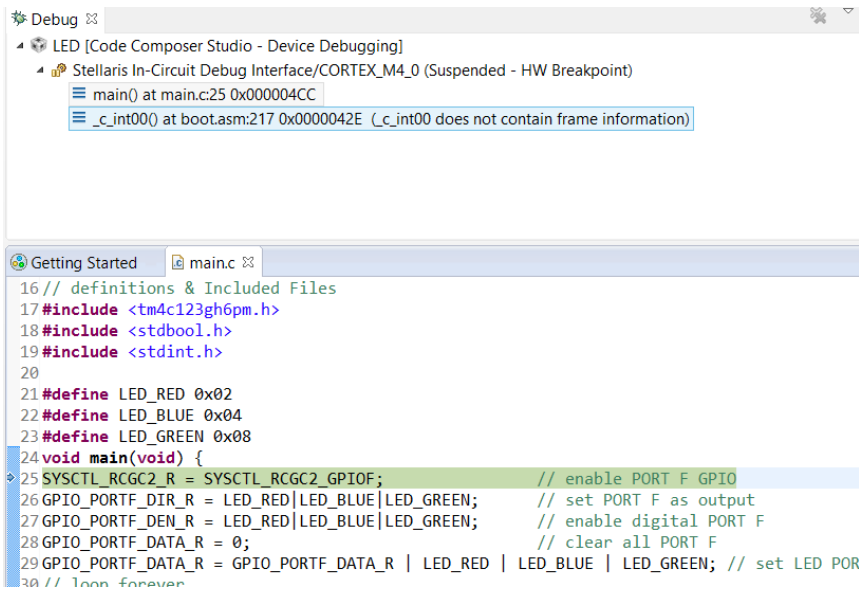 Debug
LED [Code Composer Studio - Device Debugging]
Stellaris In-Circuit Debug Interface/CORTEX_M4_0 (Suspended - HW Breakpoint)
main() at main.c:25 0x000004CC
_c_int00() at boot.asm:217 0x0000042E (_c_int00 does not contain frame information)
Getting Started main.c
16 // definitions & Included Files
17 #include <tm4c123gh6pm.h>
18 #include <stdbool.h>
19 #include <stdint.h>
20
21 #define LED_RED 0x02
22 #define LED_BLUE 0x04
23 #define LED_GREEN 0x08
24 void main(void) {
25 SYSCTL_RCGC2_R = SYSCTL_RCGC2_GPIOF; // enable PORT F GPIO
26 GPIO_PORTF_DIR_R = LED_RED|LED_BLUE|LED_GREEN; // set PORT F as output
27 GPIO_PORTF_DEN_R = LED_RED|LED_BLUE|LED_GREEN; // enable digital PORT F
28 GPIO_PORTF_DATA_R = 0; // clear all PORT F
29 GPIO_PORTF_DATA_R = GPIO_PORTF_DATA_R | LED_RED | LED_BLUE | LED_GREEN; // set LED POR
30 // loop forever